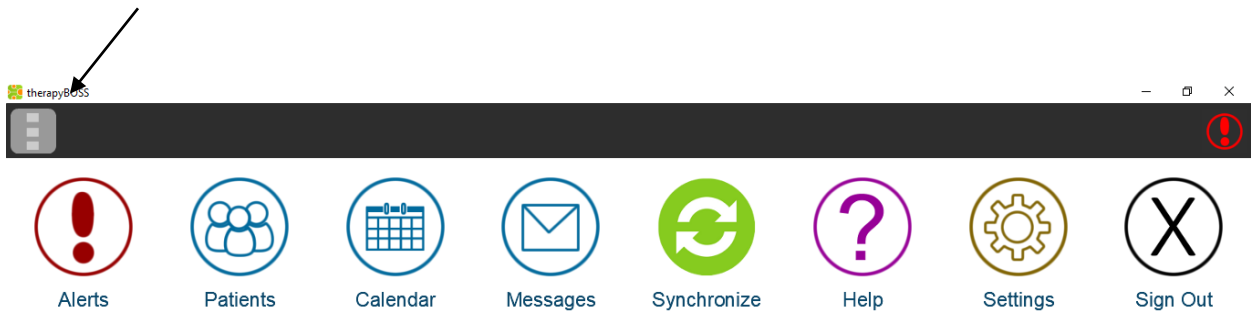 therapyBOSS
Alerts Patients Calendar Messages Synchronize Help Settings Sign Out